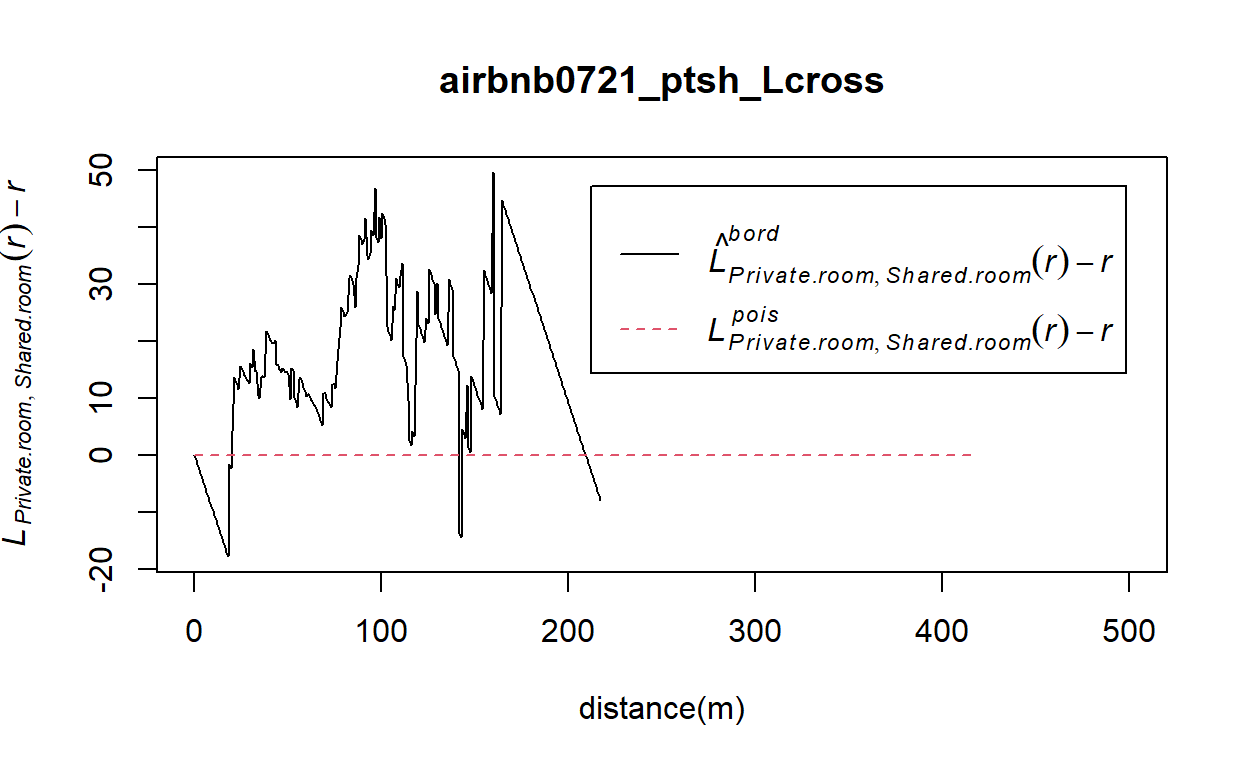 airbnb0721_ptsh_Lcross
L Private.room, Shared.room(r) − r
50
30
10
0
-20
L̂ bord Private.room, Shared.room(r) − r
L pois Private.room, Shared.room(r) − r
0 100 200 300 400 500
distance(m)